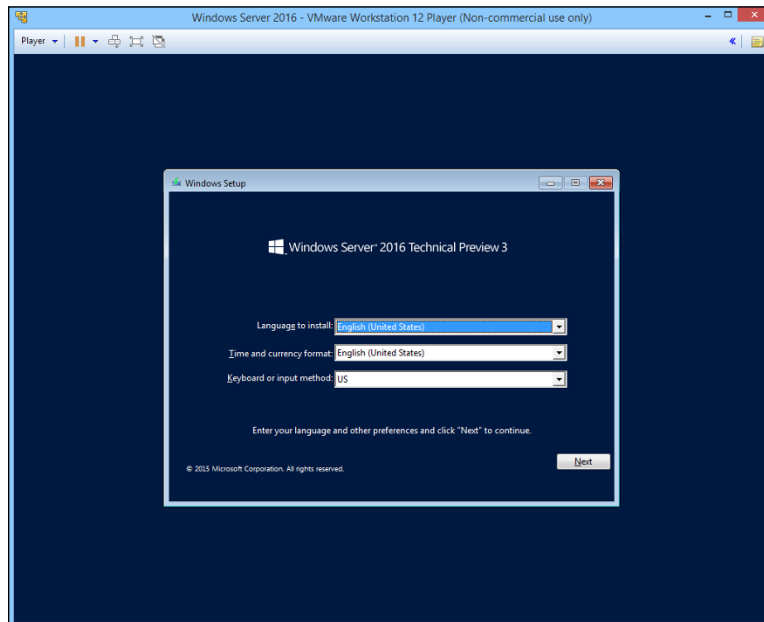 Windows Server 2016 - VMware Workstation 12 Player (Non-commercial use only)
Player
Windows Setup
Windows Server® 2016 Technical Preview 3
Language to install: English (United States)
Time and currency format: English (United States)
Keyboard or input method: US
Enter your language and other preferences and click "Next" to continue.
© 2015 Microsoft Corporation. All rights reserved.
Next